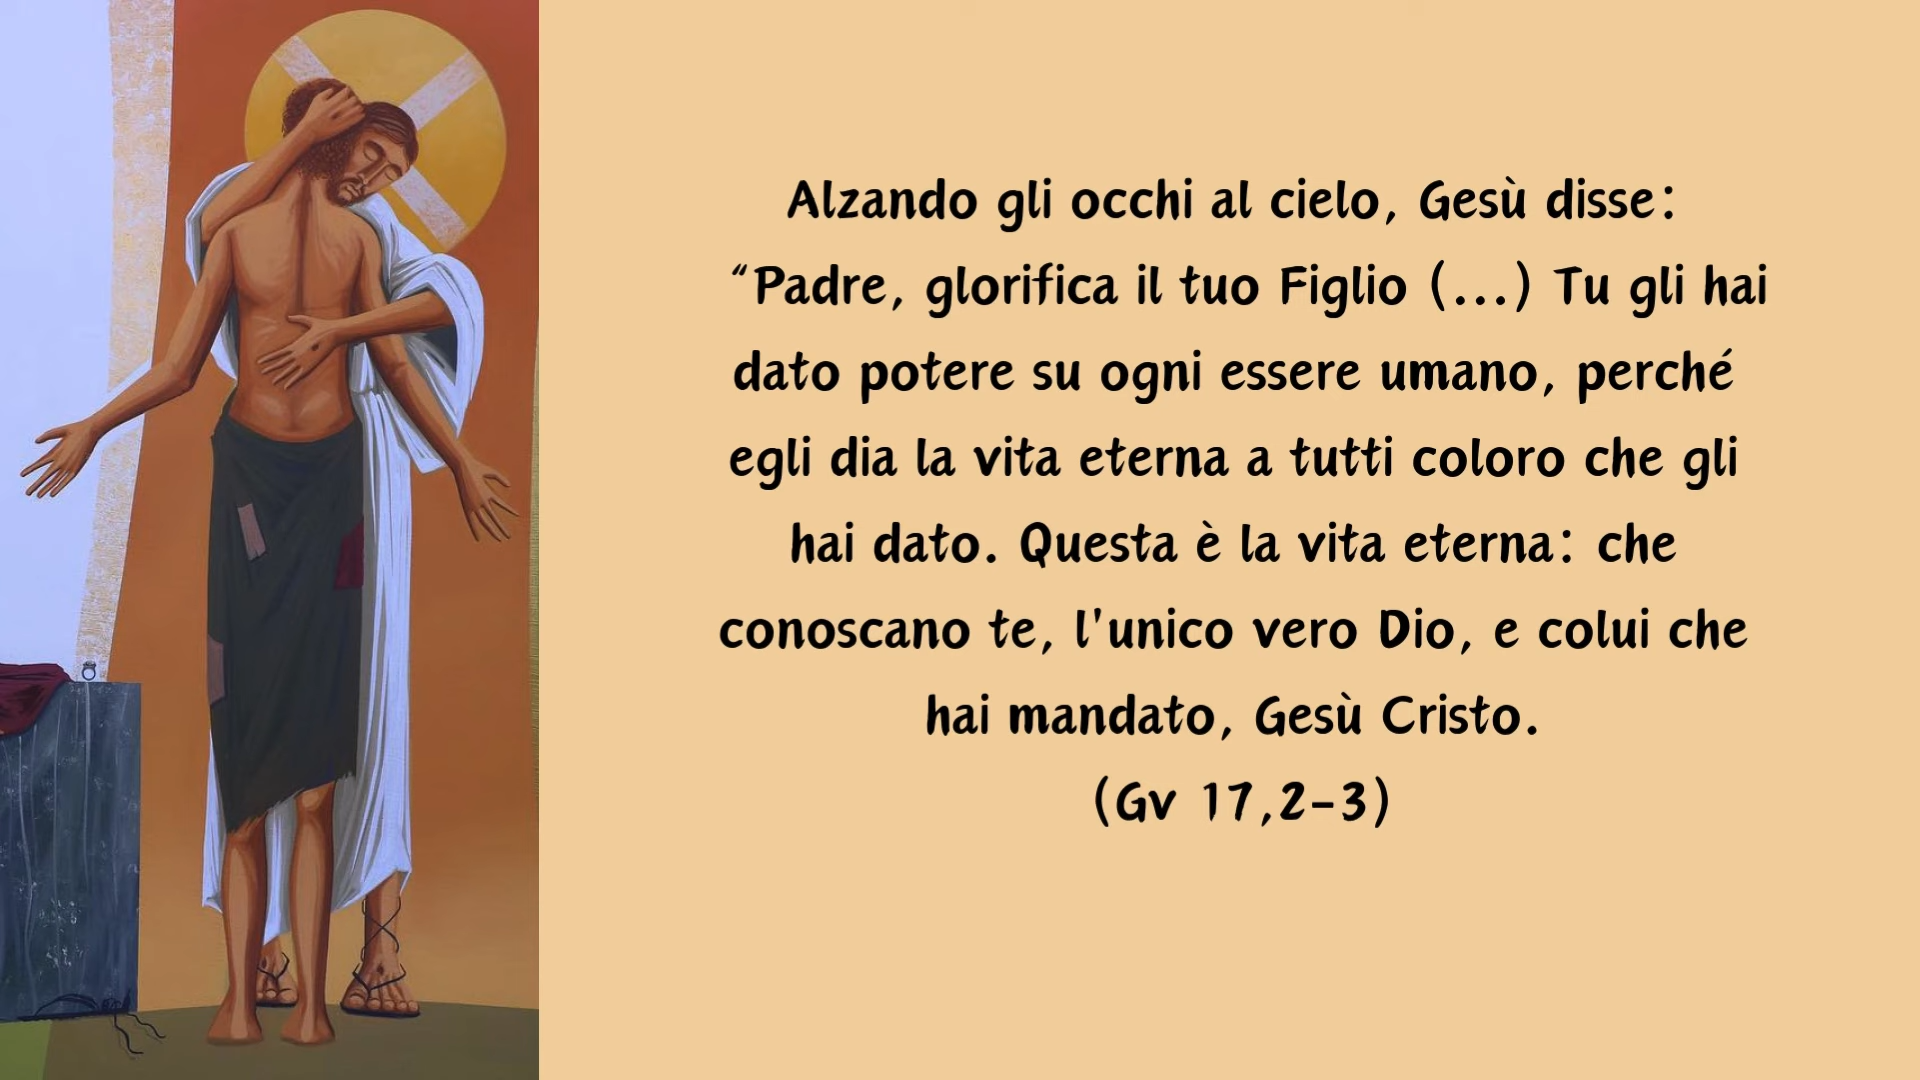 Alzando gli occhi al cielo, Gesù disse:
“Padre, glorifica il tuo Figlio (...) Tu gli hai
dato potere su ogni essere umano, perché
egli dia la vita eterna a tutti coloro che gli
hai dato. Questa è la vita eterna: che
conoscano te, l'unico vero Dio, e colui che
hai mandato, Gesù Cristo.
(Gv 17,2-3)